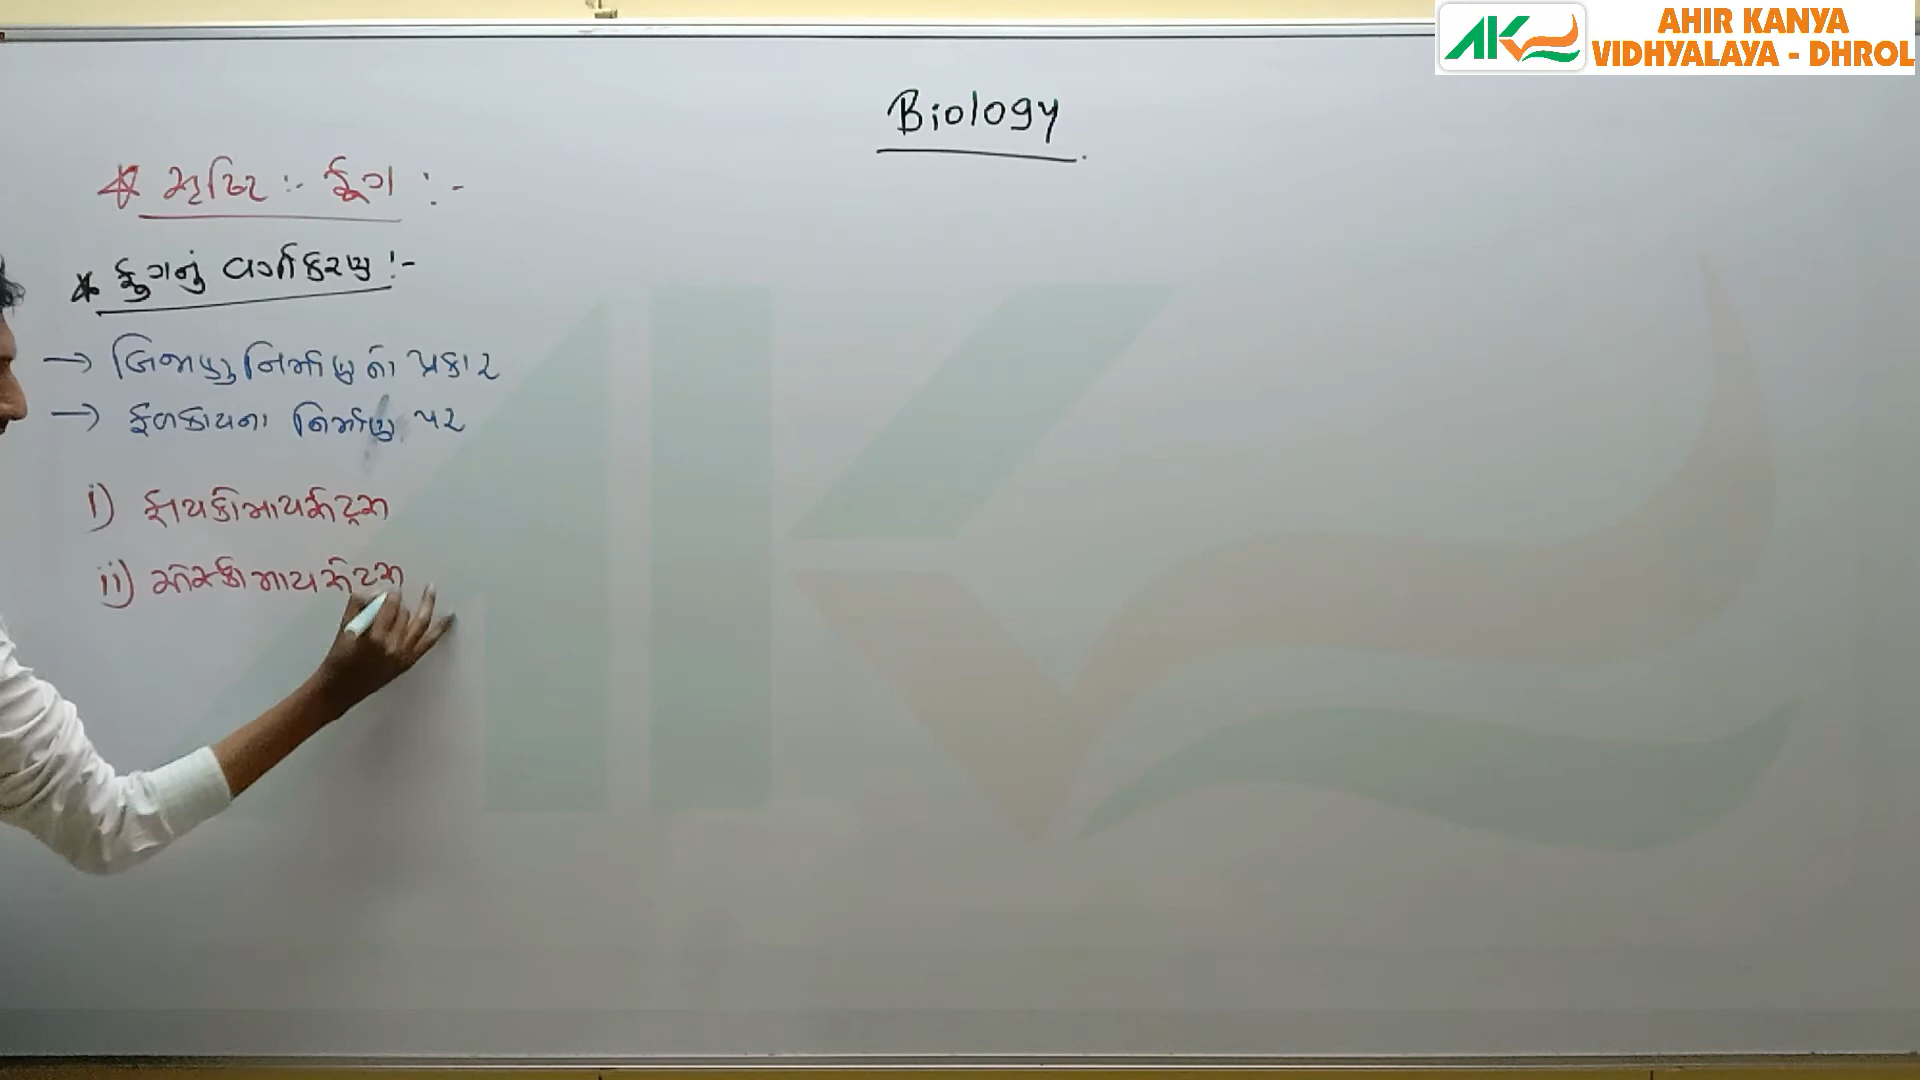 AHIR KANYA
VIDHYALAYA - DHROL
Biology
* સૃષ્ટિ :- ફૂગ :-
* ફુગનું વર્ગીકરણ :-
→ બિજાણુ નિર્માણનો પ્રકાર
→ ફળકાયના નિર્માણ પર
i) ફાયકોમાયસેટ્સ
ii) એસ્કોમાયસેટ્સ